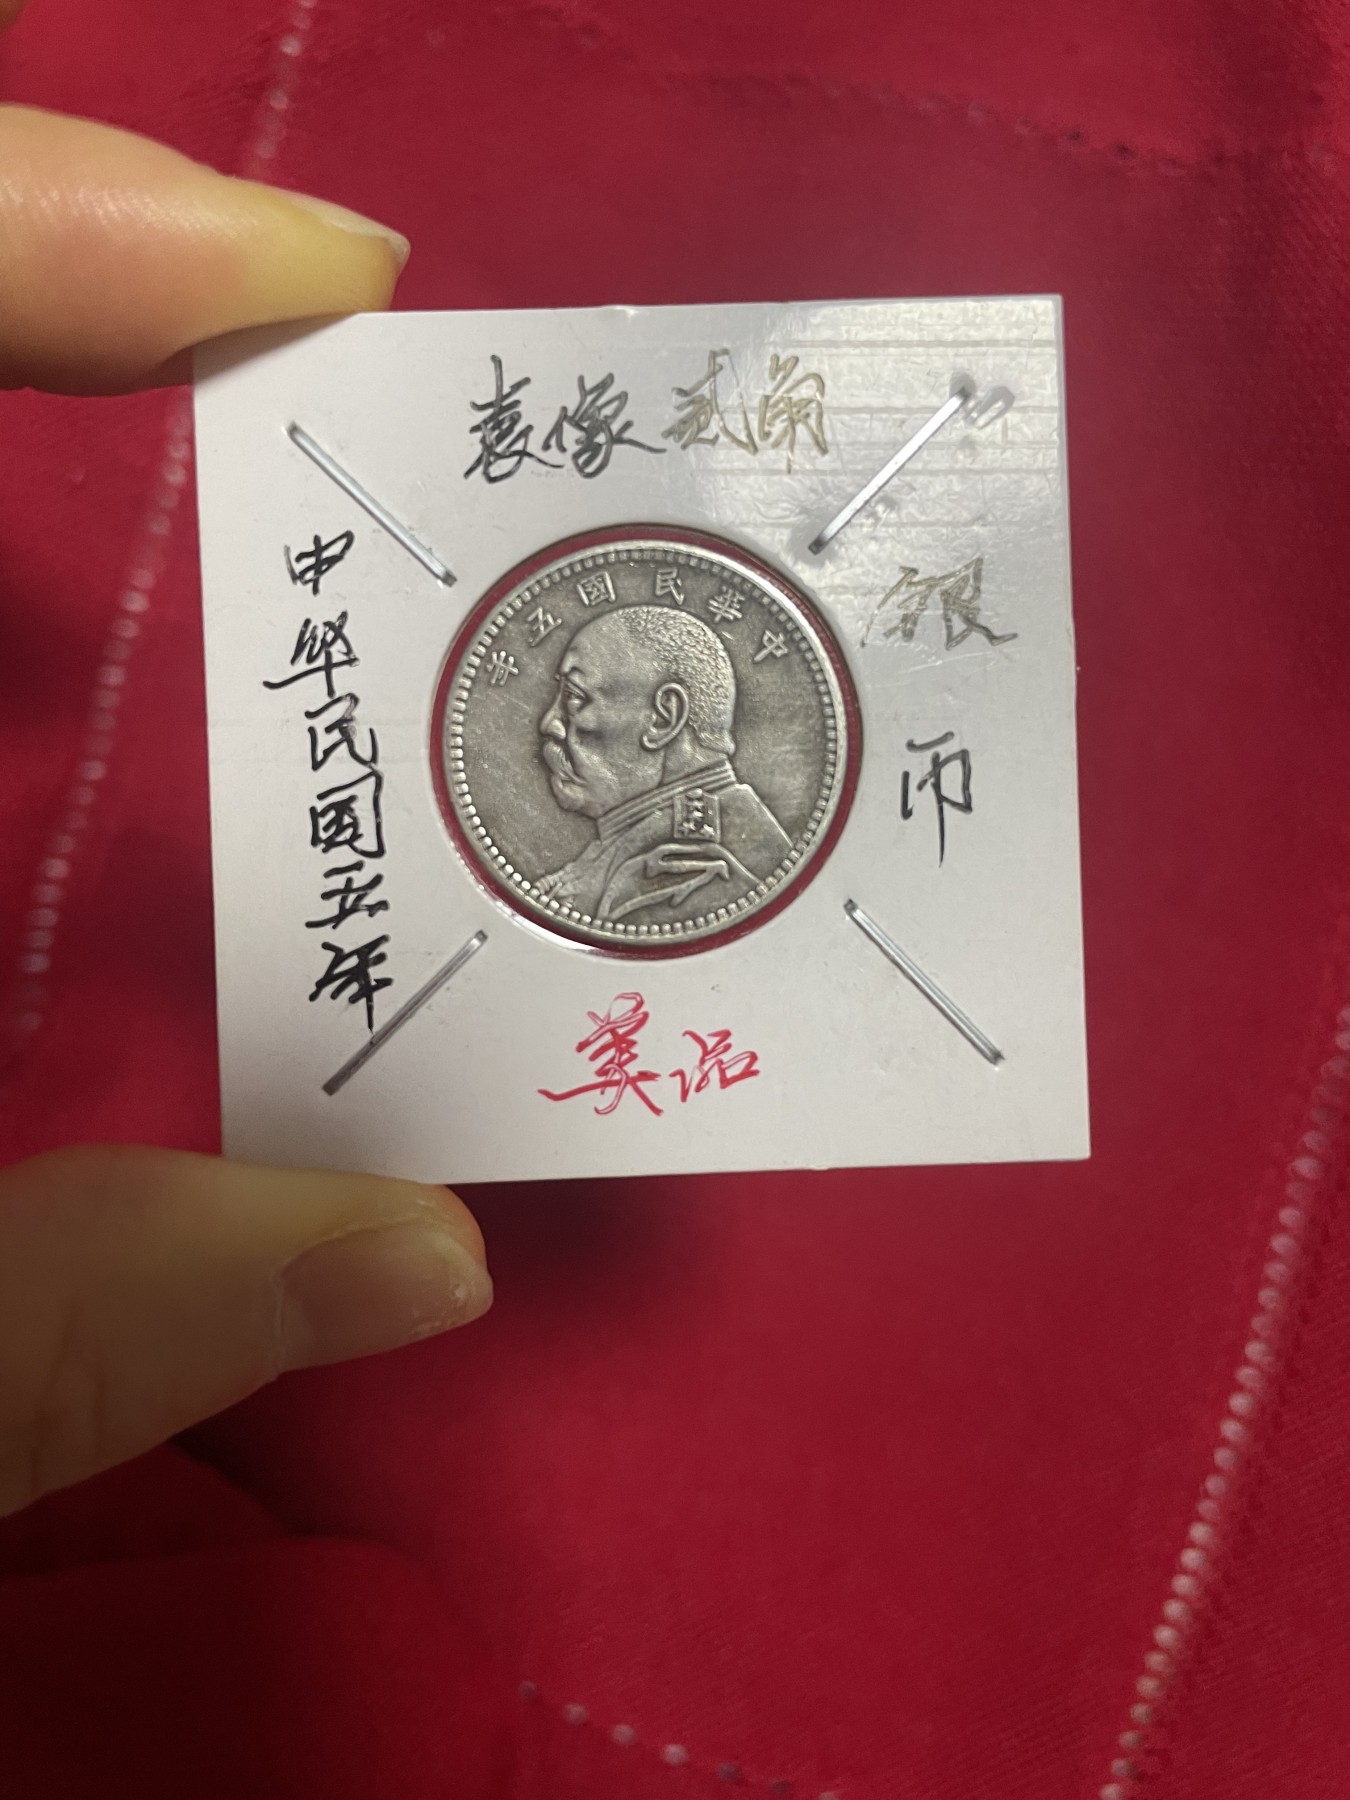 袁像贰角
银币
中华民国五年
中華民國五年
美品